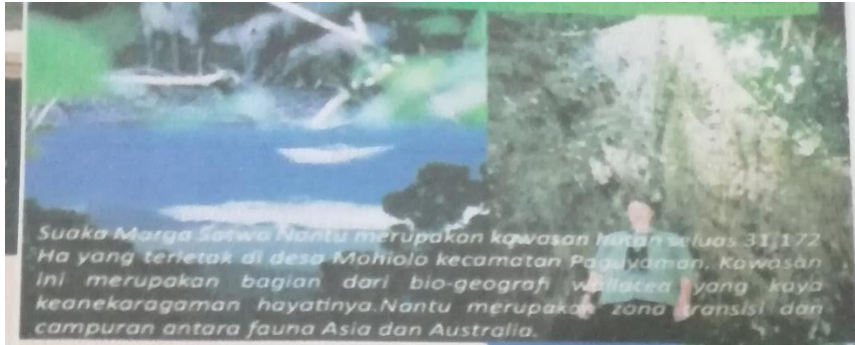 Suaka Marga Satwa Nantu merupakan kawasan hutan seluas 31,172
Ha yang terletak di desa Mohiolo kecamatan Paguyaman. Kawasan
ini merupakan bagian dari bio-geografi wallacea yang kaya
keanekaragaman hayatinya.Nantu merupakan zona transisi dan
campuran antara fauna Asia dan Australia.